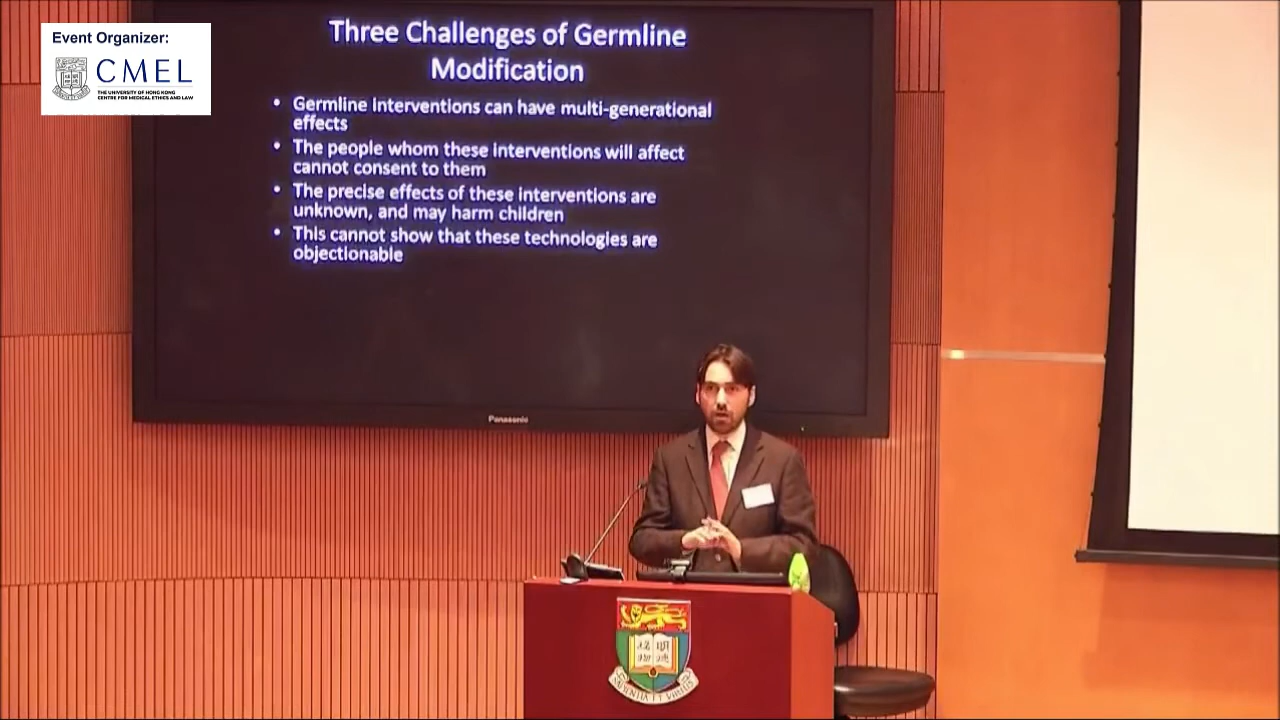 Event Organizer:
CMEL
THE UNIVERSITY OF HONG KONG
CENTRE FOR MEDICAL ETHICS AND LAW
Three Challenges of Germline
Modification
• Germline interventions can have multi-generational
effects
• The people whom these interventions will affect
cannot consent to them
• The precise effects of these interventions are
unknown, and may harm children
• This cannot show that these technologies are
objectionable
Panasonic